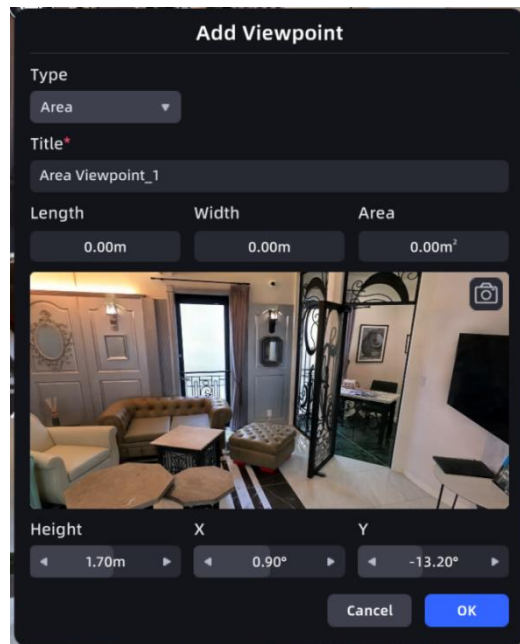 Add Viewpoint
Type
Area
Title*
Area Viewpoint_1
Length Width Area
0.00m 0.00m 0.00m²
Height X Y
1.70m 0.90° -13.20°
Cancel OK